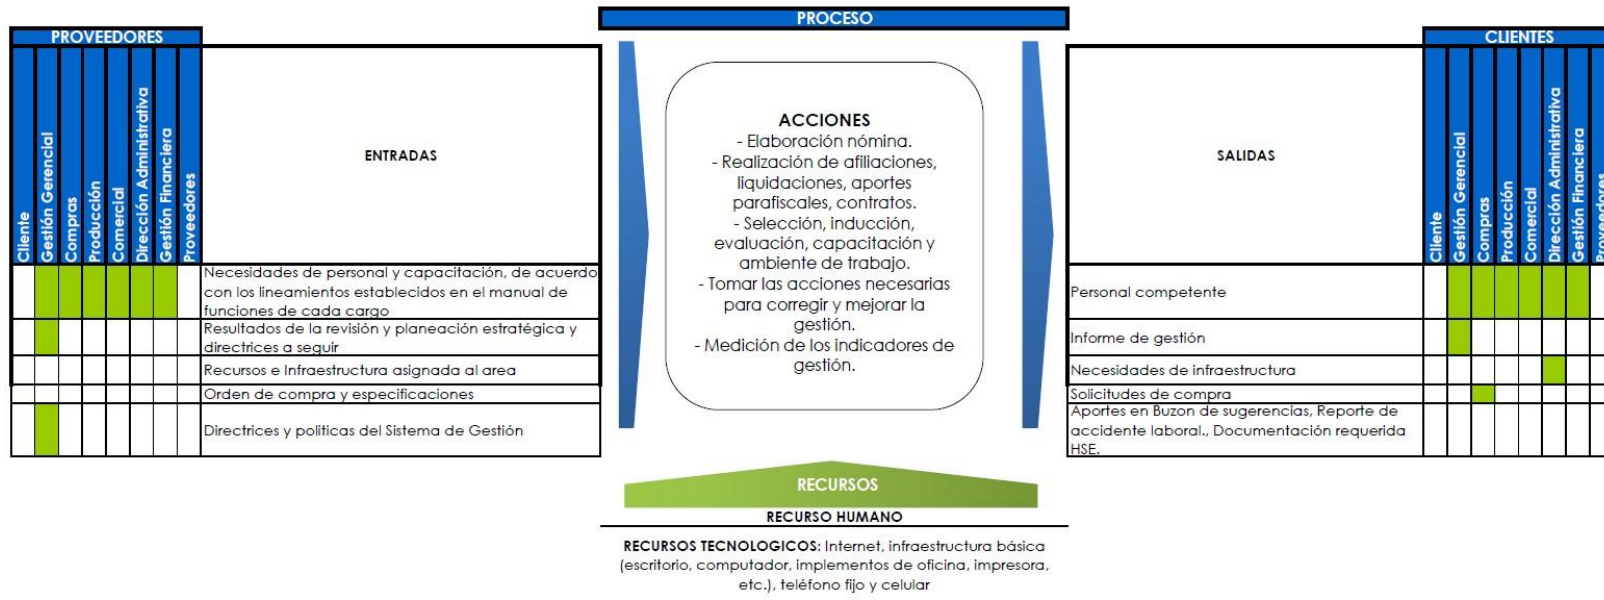 PROCESO
PROVEEDORES
Cliente
Gestión Gerencial
Compras
Producción
Comercial
Dirección Administrativa
Gestión Financiera
Proveedores
ENTRADAS
Necesidades de personal y capacitación, de acuerdo
con los lineamientos establecidos en el manual de
funciones de cada cargo
Resultados de la revisión y planeación estratégica y
directrices a seguir
Recursos e Infraestructura asignada al area
Orden de compra y especificaciones
Directrices y politicas del Sistema de Gestión
ACCIONES
- Elaboración nómina.
- Realización de afiliaciones,
liquidaciones, aportes
parafiscales, contratos.
- Selección, inducción,
evaluación, capacitación y
ambiente de trabajo.
- Tomar las acciones necesarias
para corregir y mejorar la
gestión.
- Medición de los indicadores de
gestión.
RECURSOS
RECURSO HUMANO
RECURSOS TECNOLOGICOS: Internet, infraestructura básica
(escritorio, computador, implementos de oficina, impresora,
etc.), teléfono fijo y celular
CLIENTES
SALIDAS
Cliente
Gestión Gerencial
Compras
Producción
Comercial
Dirección Administrativa
Gestión Financiera
Proveedores
Personal competente
Informe de gestión
Necesidades de infraestructura
Solicitudes de compra
Aportes en Buzon de sugerencias, Reporte de
accidente laboral., Documentación requerida
HSE.